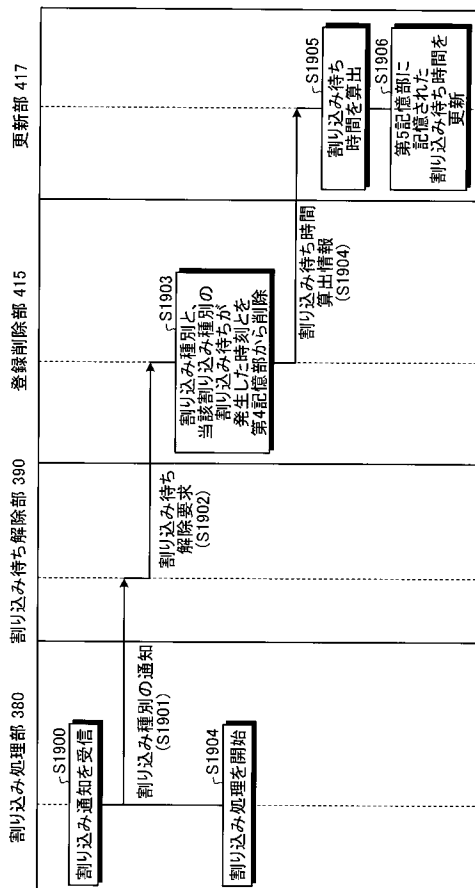 割り込み処理部 380
割り込み待ち解除部 390
登録削除部 415
更新部 417
S1900
割り込み通知を受信
割り込み種別の通知
(S1901)
割り込み待ち
解除要求
(S1902)
S1903
割り込み種別と、
当該割り込み種別の
割り込み待ちが
発生した時刻とを
第4記憶部から削除
S1904
割り込み処理を開始
割り込み待ち時間
算出情報
(S1904)
S1905
割り込み待ち
時間を算出
S1906
第5記憶部に
記憶された
割り込み待ち時間を
更新